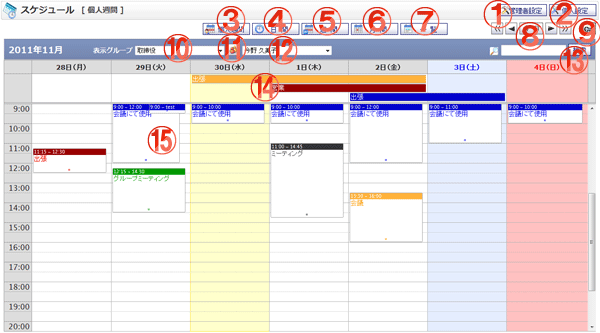 スケジュール [ 個人週間 ]
① 管理者設定 ② 個人設定
③ ④ 日間 ⑤ ⑥ 月間 ⑦ 一覧 ⑧ ⑨
2011年11月 表示グループ 取締役 ⑩ ⑪ 丹野 久美子 ⑫ ⑬
28日(月) 29日(火) 30日(水) 1日(木) 2日(金) 3日(土) 4日(日)
出張
⑭
出張
9:00
10:00
11:00
12:00
13:00
14:00
15:00
16:00
17:00
18:00
19:00
20:00
11:15 - 12:30
出張
9:00 - 12:00 9:00 - test
会議にて使用
⑮
12:15 - 14:30
グループミーティング
9:00 - 10:00
会議にて使用
9:00 - 10:00
会議にて使用
11:00 - 14:45
ミーティング
9:00 - 12:00
会議にて使用
会議
9:00 - 11:00
会議にて使用
9:00 - 10:00
会議にて使用